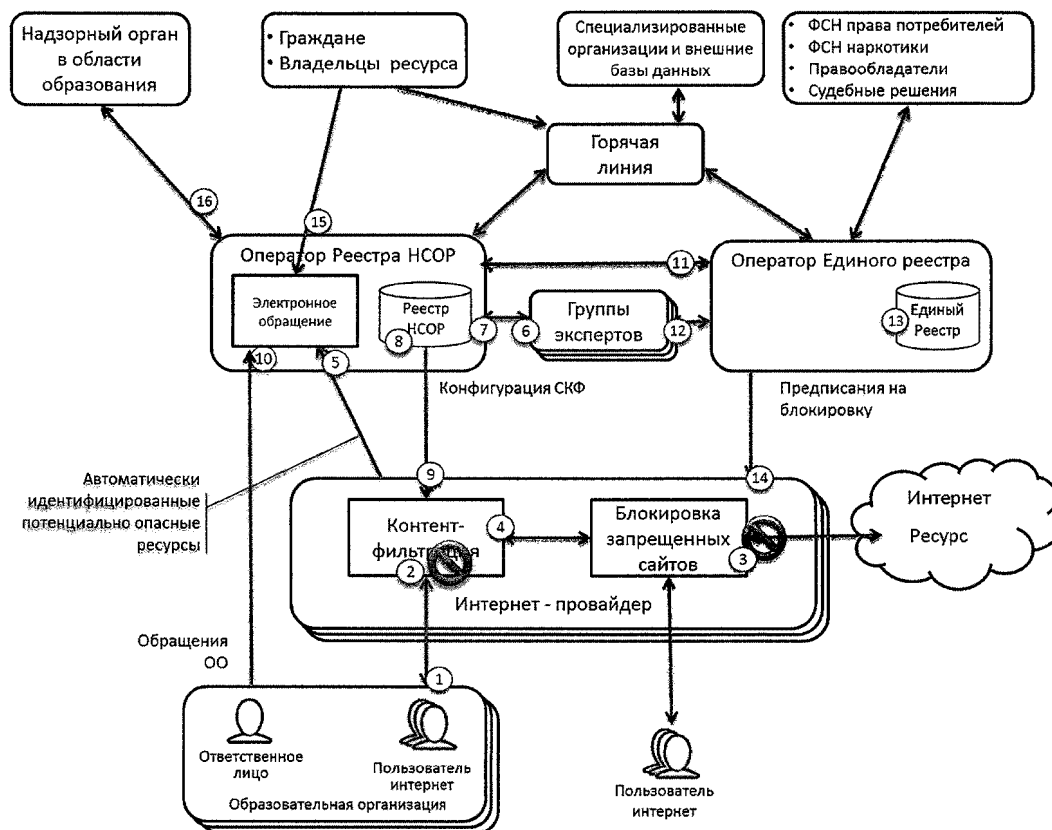 Надзорный орган
в области
образования
• Граждане
• Владельцы ресурса
Специализированные
организации и внешние
базы данных
• ФСН права потребителей
• ФСН наркотики
• Правообладатели
• Судебные решения
Горячая
линия
16
15
Оператор Реестра НСОР
11
Оператор Единого реестра
Электронное
обращение
Реестр
НСОР
8
7
6
Группы
экспертов
12
13
Единый
Реестр
10
5
Конфигурация СКФ
Предписания на
блокировку
Автоматически
идентифицированные
потенциально опасные
ресурсы
9
14
Контент-
фильтрация
2
4
Блокировка
запрещенных
сайтов
3
Интернет
Ресурс
Интернет - провайдер
Обращения
ОО
1
Ответственное
лицо
Пользователь
интернет
Образовательная организация
Пользователь
интернет